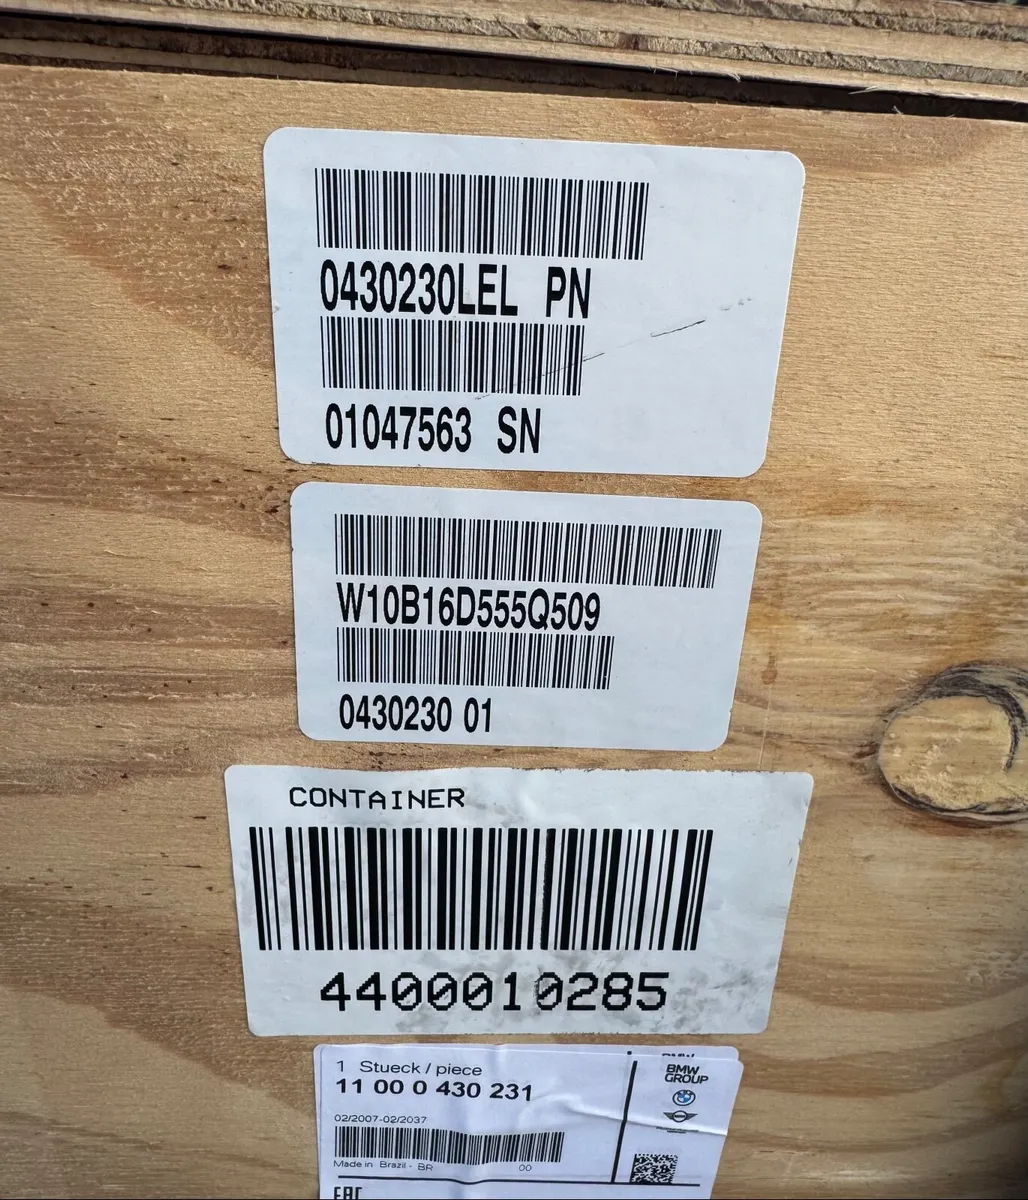 0430230LEL PN
01047563 SN
W10B16D555Q509
0430230 01
CONTAINER
4400010285
1 Stueck / piece
11 00 0 430 231
02/2007-02/2037
Made in Brazil - BR 00
BMW
GROUP
EAC